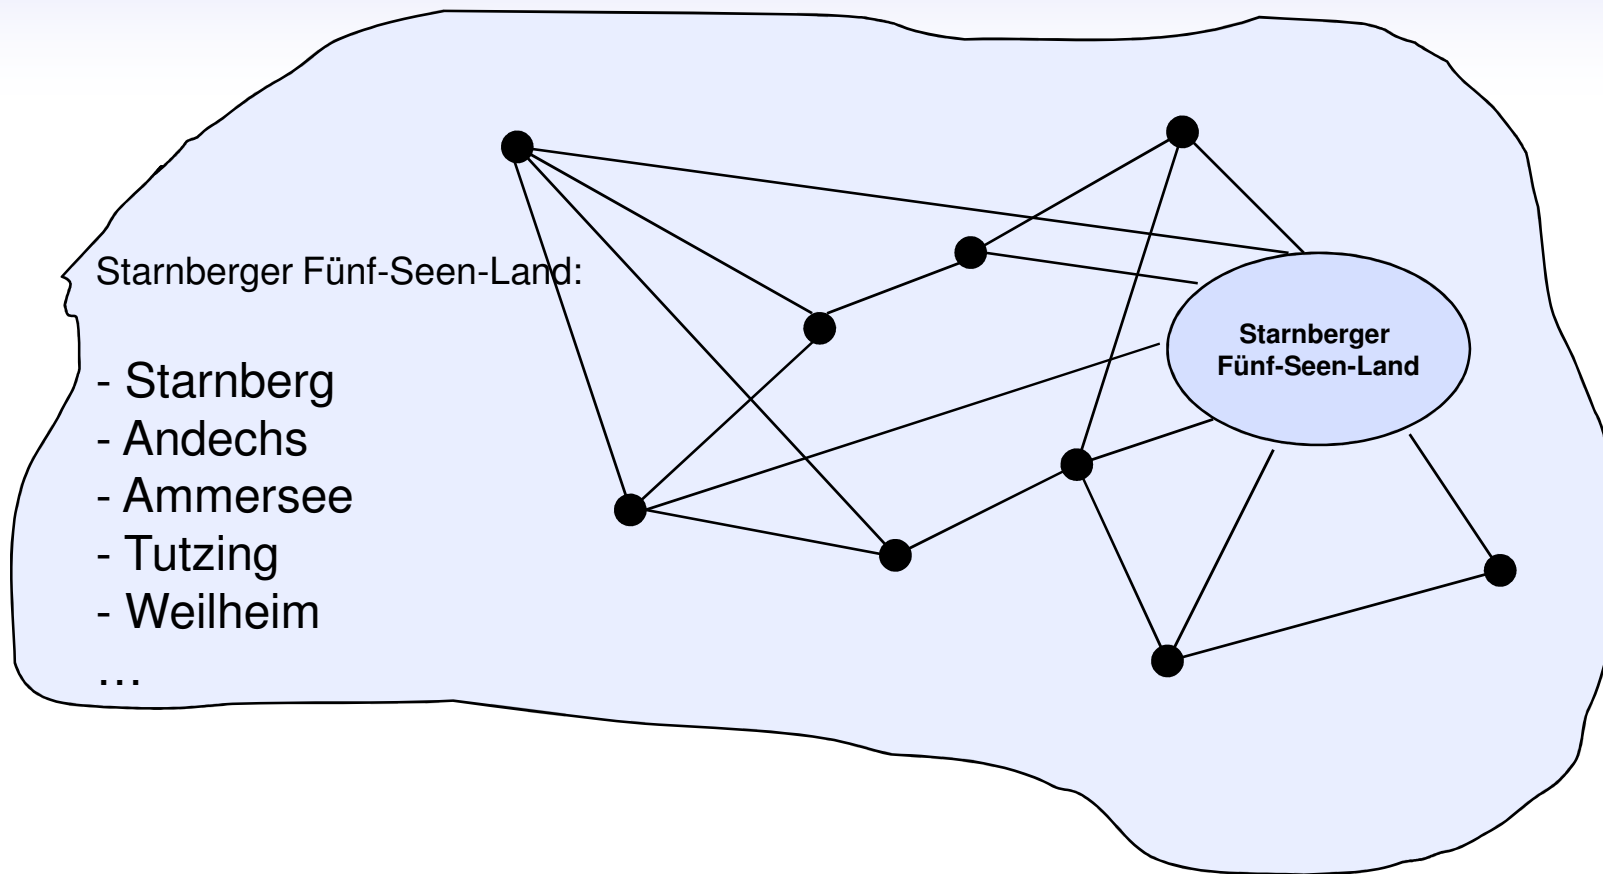 Starnberger Fünf-Seen-Land:
- Starnberg
- Andechs
- Ammersee
- Tutzing
- Weilheim
…
Starnberger
Fünf-Seen-Land